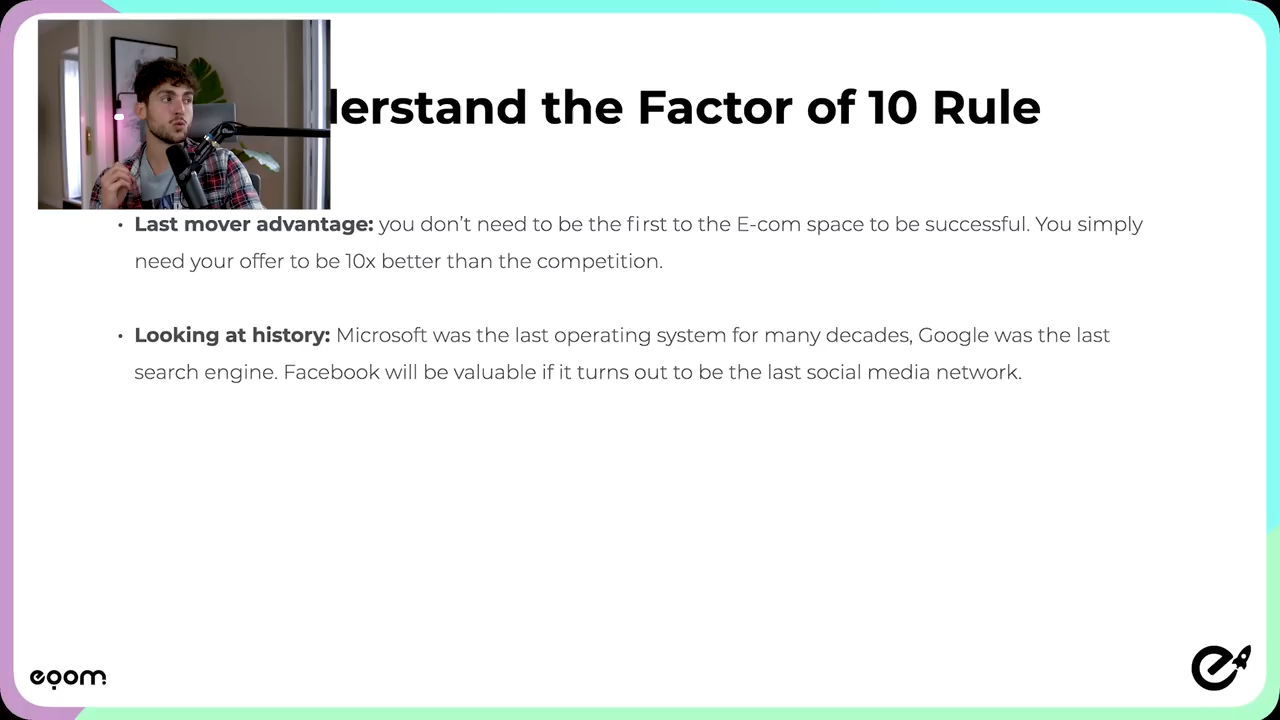 derstand the Factor of 10 Rule
• Last mover advantage: you don’t need to be the first to the E-com space to be successful. You simply
need your offer to be 10x better than the competition.
• Looking at history: Microsoft was the last operating system for many decades, Google was the last
search engine. Facebook will be valuable if it turns out to be the last social media network.
eqom